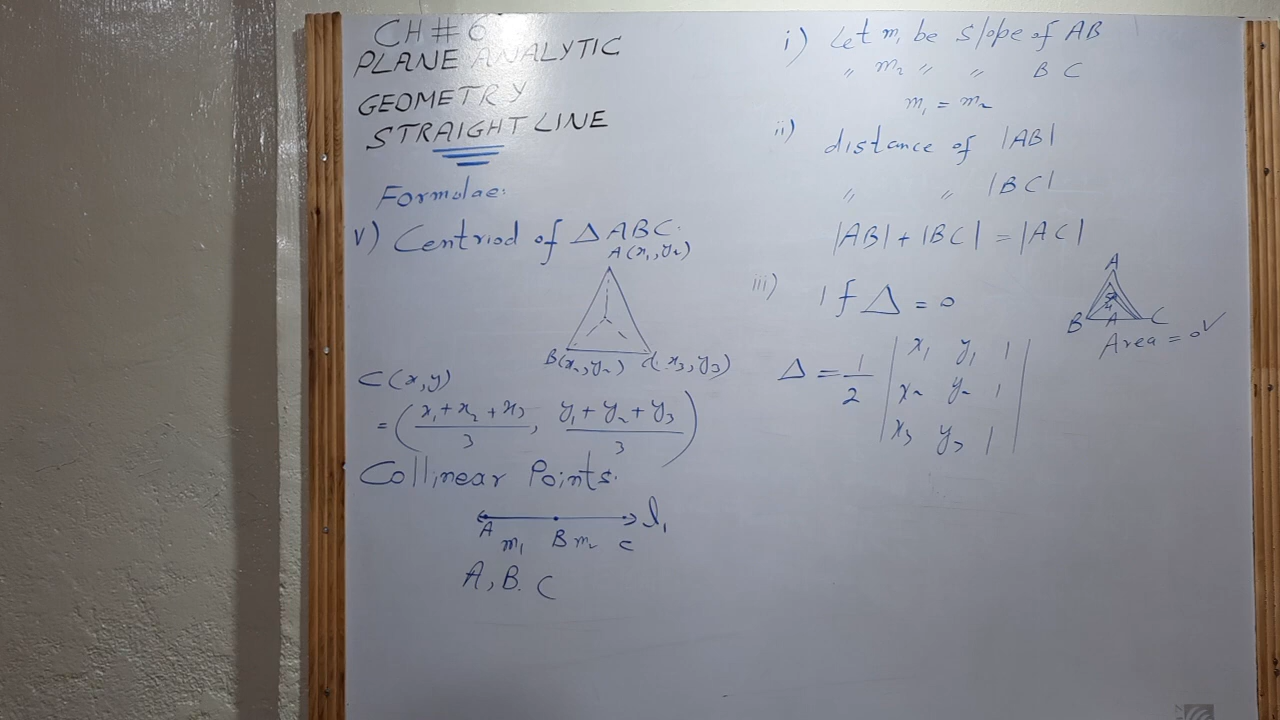 CH # 6
PLANE ANALYTIC
GEOMETRY
STRAIGHT LINE
Formulae:
V) Centriod of Δ ABC.
A(x₁,y₂)
B(x₂,y₂) C(x₃,y₃)
C(x,y)
= ( x₁+x₂+x₃ / 3 , y₁+y₂+y₃ / 3 )
Collinear Points.
A B C l₁
m₁ m₂
A, B. C
i) Let m₁ be slope of AB
" m₂ " " BC
m₁ = m₂
ii) distance of |AB|
" " |BC|
|AB| + |BC| = |AC|
iii) If Δ = 0
Δ = 1/2 | x₁ y₁ 1
x₂ y₂ 1
x₃ y₃ 1 |
A
B A C
Area = 0 ✓